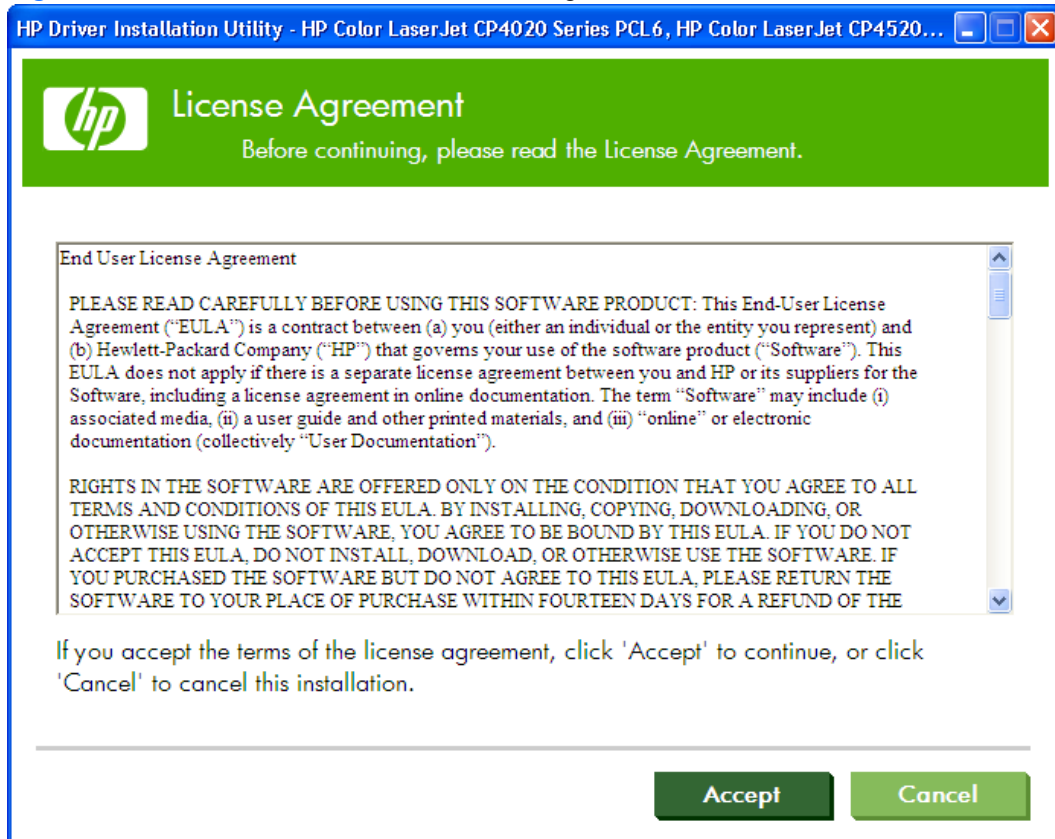 HP Driver Installation Utility - HP Color LaserJet CP4020 Series PCL6, HP Color LaserJet CP4520...
hp
License Agreement
Before continuing, please read the License Agreement.
End User License Agreement
PLEASE READ CAREFULLY BEFORE USING THIS SOFTWARE PRODUCT: This End-User License
Agreement (“EULA”) is a contract between (a) you (either an individual or the entity you represent) and
(b) Hewlett-Packard Company (“HP”) that governs your use of the software product (“Software”). This
EULA does not apply if there is a separate license agreement between you and HP or its suppliers for the
Software, including a license agreement in online documentation. The term “Software” may include (i)
associated media, (ii) a user guide and other printed materials, and (iii) “online” or electronic
documentation (collectively “User Documentation”).
RIGHTS IN THE SOFTWARE ARE OFFERED ONLY ON THE CONDITION THAT YOU AGREE TO ALL
TERMS AND CONDITIONS OF THIS EULA. BY INSTALLING, COPYING, DOWNLOADING, OR
OTHERWISE USING THE SOFTWARE, YOU AGREE TO BE BOUND BY THIS EULA. IF YOU DO NOT
ACCEPT THIS EULA, DO NOT INSTALL, DOWNLOAD, OR OTHERWISE USE THE SOFTWARE. IF
YOU PURCHASED THE SOFTWARE BUT DO NOT AGREE TO THIS EULA, PLEASE RETURN THE
SOFTWARE TO YOUR PLACE OF PURCHASE WITHIN FOURTEEN DAYS FOR A REFUND OF THE
If you accept the terms of the license agreement, click 'Accept' to continue, or click
'Cancel' to cancel this installation.
Accept
Cancel